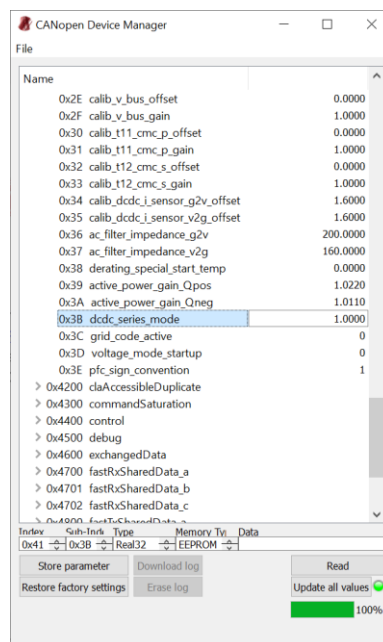 CANopen Device Manager
File
Name
0x2E calib_v_bus_offset 0.0000
0x2F calib_v_bus_gain 1.0000
0x30 calib_t11_cmc_p_offset 0.0000
0x31 calib_t11_cmc_p_gain 1.0000
0x32 calib_t12_cmc_s_offset 0.0000
0x33 calib_t12_cmc_s_gain 1.0000
0x34 calib_dcdc_i_sensor_g2v_offset 1.6000
0x35 calib_dcdc_i_sensor_v2g_offset 1.6000
0x36 ac_filter_impedance_g2v 200.0000
0x37 ac_filter_impedance_v2g 160.0000
0x38 derating_special_start_temp 0.0000
0x39 active_power_gain_Qpos 1.0220
0x3A active_power_gain_Qneg 1.0110
0x3B dcdc_series_mode 1.0000
0x3C grid_code_active 0
0x3D voltage_mode_startup 0
0x3E pfc_sign_convention 1
0x4200 claAccessibleDuplicate
0x4300 commandSaturation
0x4400 control
0x4500 debug
0x4600 exchangedData
0x4700 fastRxSharedData_a
0x4701 fastRxSharedData_b
0x4702 fastRxSharedData_c
0x4800 fastTxSharedData_a
Index Sub-Inde Type Memory Ty Data
0x41 0x3B Real32 EEPROM
Store parameter Download log Read
Restore factory settings Erase log Update all values
100%